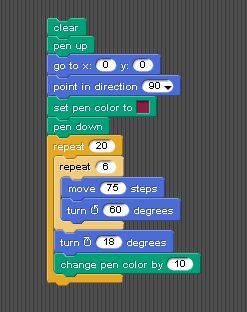 clear
pen up
go to x: 0 y: 0
point in direction 90
set pen color to
pen down
repeat 20
repeat 6
move 75 steps
turn ↺ 60 degrees
turn ↻ 18 degrees
change pen color by 10